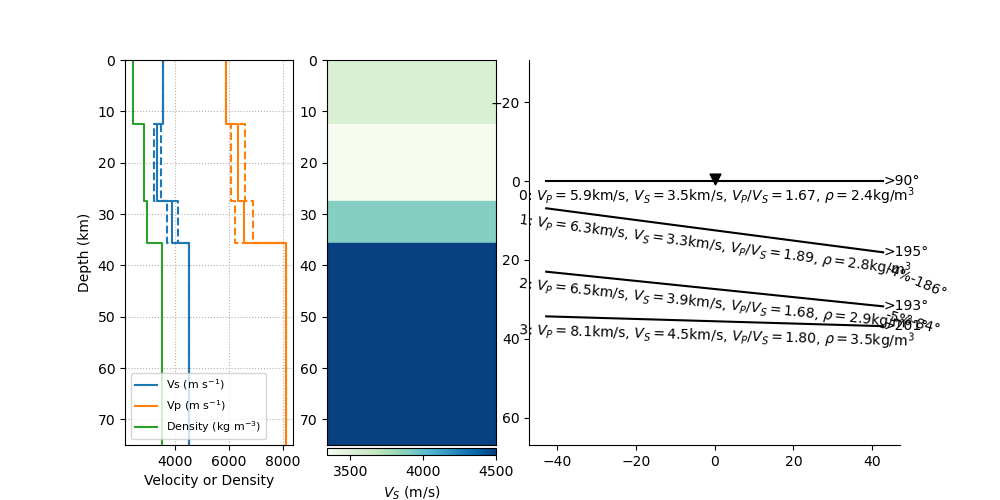 0
10
20
30
40
50
60
70
Depth (km)
4000 6000 8000
Velocity or Density
Vs (m s⁻¹)
Vp (m s⁻¹)
Density (kg m⁻³)
0
10
20
30
40
50
60
70
3500 4000 4500
V_S (m/s)
−20
0
20
40
60
−40 −20 0 20 40
>90°
0: V_P = 5.9km/s, V_S = 3.5km/s, V_P/V_S = 1.67, ρ = 2.4kg/m³
>195°
1: V_P = 6.3km/s, V_S = 3.3km/s, V_P/V_S = 1.89, ρ = 2.8kg/m³
-4%-186°
>193°
2: V_P = 6.5km/s, V_S = 3.9km/s, V_P/V_S = 1.68, ρ = 2.9kg/m³
3: V_P = 8.1km/s, V_S = 4.5km/s, V_P/V_S = 1.80, ρ = 3.5kg/m³